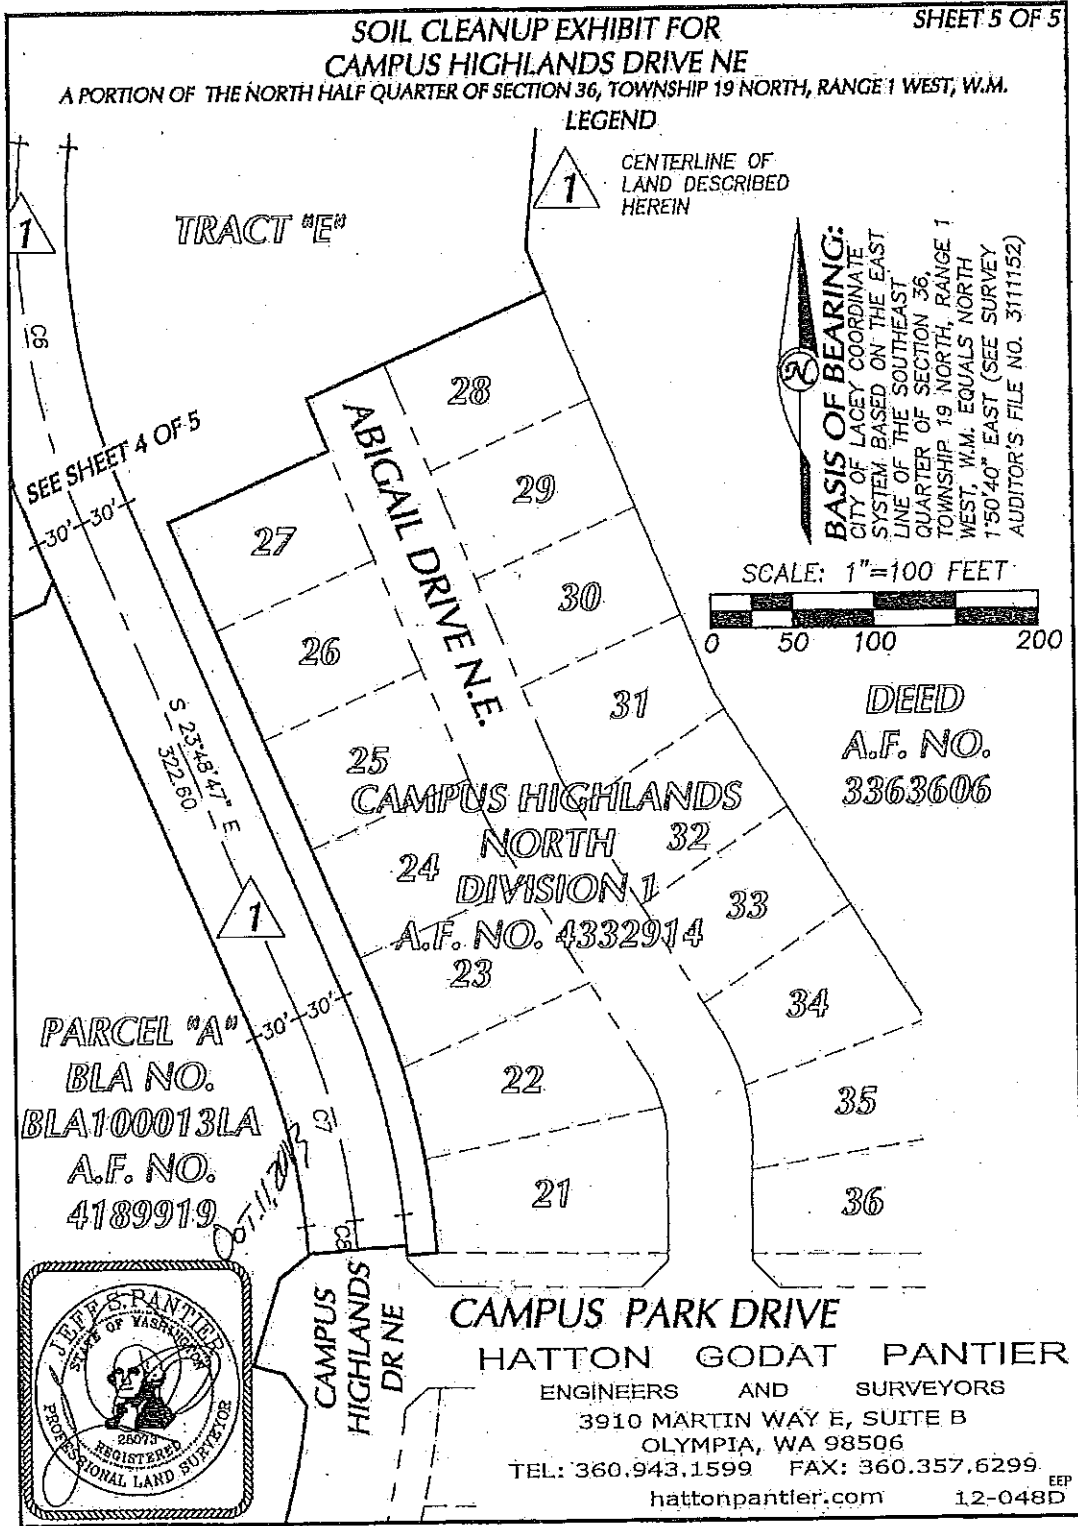 SOIL CLEANUP EXHIBIT FOR
SHEET 5 OF 5
CAMPUS HIGHLANDS DRIVE NE
A PORTION OF THE NORTH HALF QUARTER OF SECTION 36, TOWNSHIP 19 NORTH, RANGE 1 WEST, W.M.
LEGEND
1
CENTERLINE OF
LAND DESCRIBED
HEREIN
1
TRACT "E"
C6
N
BASIS OF BEARING:
CITY OF LACEY COORDINATE
SYSTEM BASED ON THE EAST
LINE OF THE SOUTHEAST
QUARTER OF SECTION 36,
TOWNSHIP 19 NORTH, RANGE 1
WEST, W.M. EQUALS NORTH
1°50'40" EAST (SEE SURVEY
AUDITOR'S FILE NO. 3111152)
SCALE: 1"=100 FEET
0 50 100 200
SEE SHEET 4 OF 5
30' 30'
28
ABIGAIL DRIVE N.E.
29
27
30
26
31
25
S 23°48'47" E
322.60
DEED
A.F. NO.
3363606
CAMPUS HIGHLANDS
NORTH
DIVISION 1
A.F. NO. 4332914
32
24
33
23
1
34
30' 30'
22
35
21
36
C7
C8
PARCEL "A"
BLA NO.
BLA100013LA
A.F. NO.
4189919
OCT. 11, 2013
JEFF S. PANTIER
STATE OF WASHINGTON
28073
REGISTERED
PROFESSIONAL LAND SURVEYOR
CAMPUS
HIGHLANDS
DR NE
CAMPUS PARK DRIVE
HATTON GODAT PANTIER
ENGINEERS AND SURVEYORS
3910 MARTIN WAY E, SUITE B
OLYMPIA, WA 98506
TEL: 360.943.1599 FAX: 360.357.6299
hattonpantier.com
EEP
12-048D